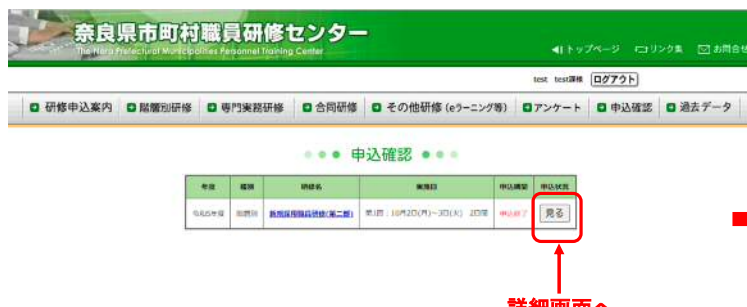 奈良県市町村職員研修センター
The Nara Prefectural Municipalities Personnel Training Center
トップページ リンク集 お問合せ
test test課様 ログアウト
研修申込案内 階層別研修 専門実務研修 合同研修 その他研修 (eラーニング等) アンケート 申込確認 過去データ
申込確認
年度 種別 研修名 実施日 申込期間 申込状況
令和5年度 階層別 新規採用職員研修(第二部) 第1回：10月2日(月)～3日(火) 2日間 申込終了 見る
詳細画面へ